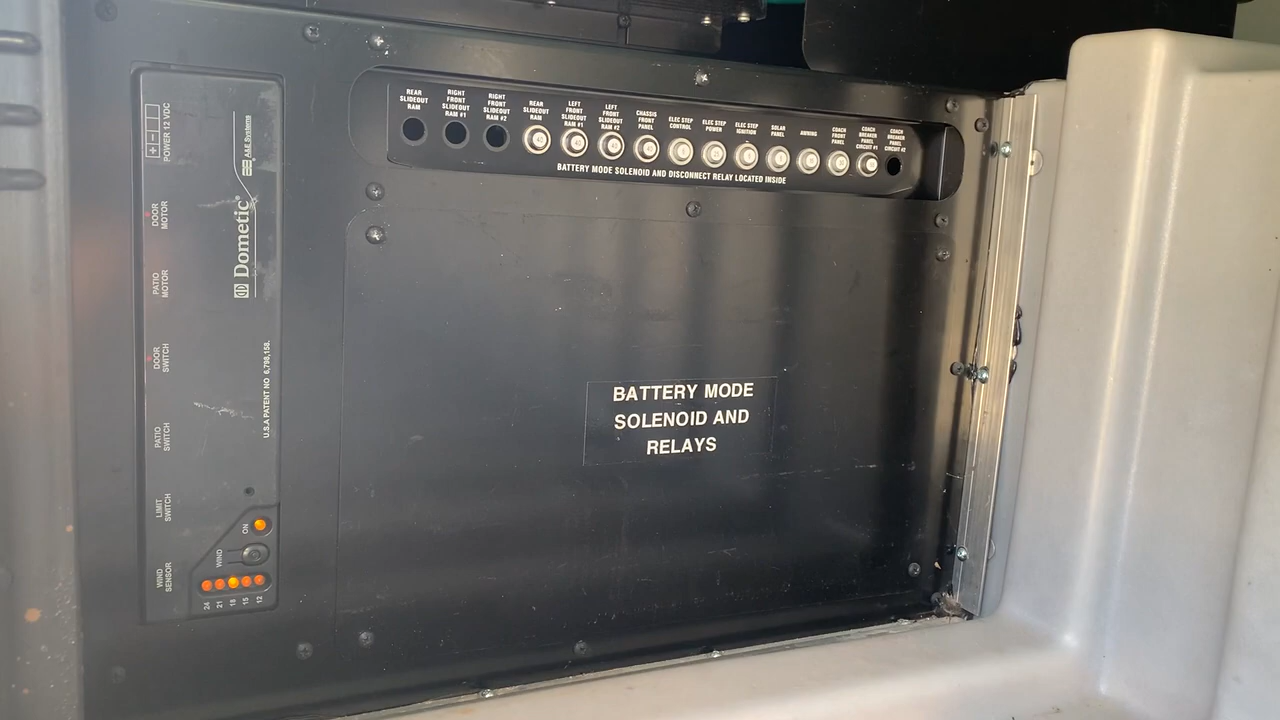 REAR
SLIDEOUT
RAM
RIGHT
FRONT
SLIDEOUT
RAM #1
RIGHT
FRONT
SLIDEOUT
RAM #2
REAR
SLIDEOUT
RAM
LEFT
FRONT
SLIDEOUT
RAM #1
LEFT
FRONT
SLIDEOUT
RAM #2
CHASSIS
FRONT
PANEL
ELEC STEP
CONTROL
ELEC STEP
POWER
ELEC STEP
IGNITION
SOLAR
PANEL
AWNING
COACH
FRONT
PANEL
COACH
BREAKER
PANEL
CIRCUIT #1
COACH
BREAKER
PANEL
CIRCUIT #2
BATTERY MODE SOLENOID AND DISCONNECT RELAY LOCATED INSIDE
BATTERY MODE
SOLENOID AND
RELAYS
+ - -
POWER 12 VDC
DOOR
MOTOR
PATIO
MOTOR
DOOR
SWITCH
PATIO
SWITCH
LIMIT
SWITCH
WIND
SENSOR
Dometic®
A&E Systems
U.S.A PATENT NO 6,798,158.
ON
WIND
24
21
18
15
12